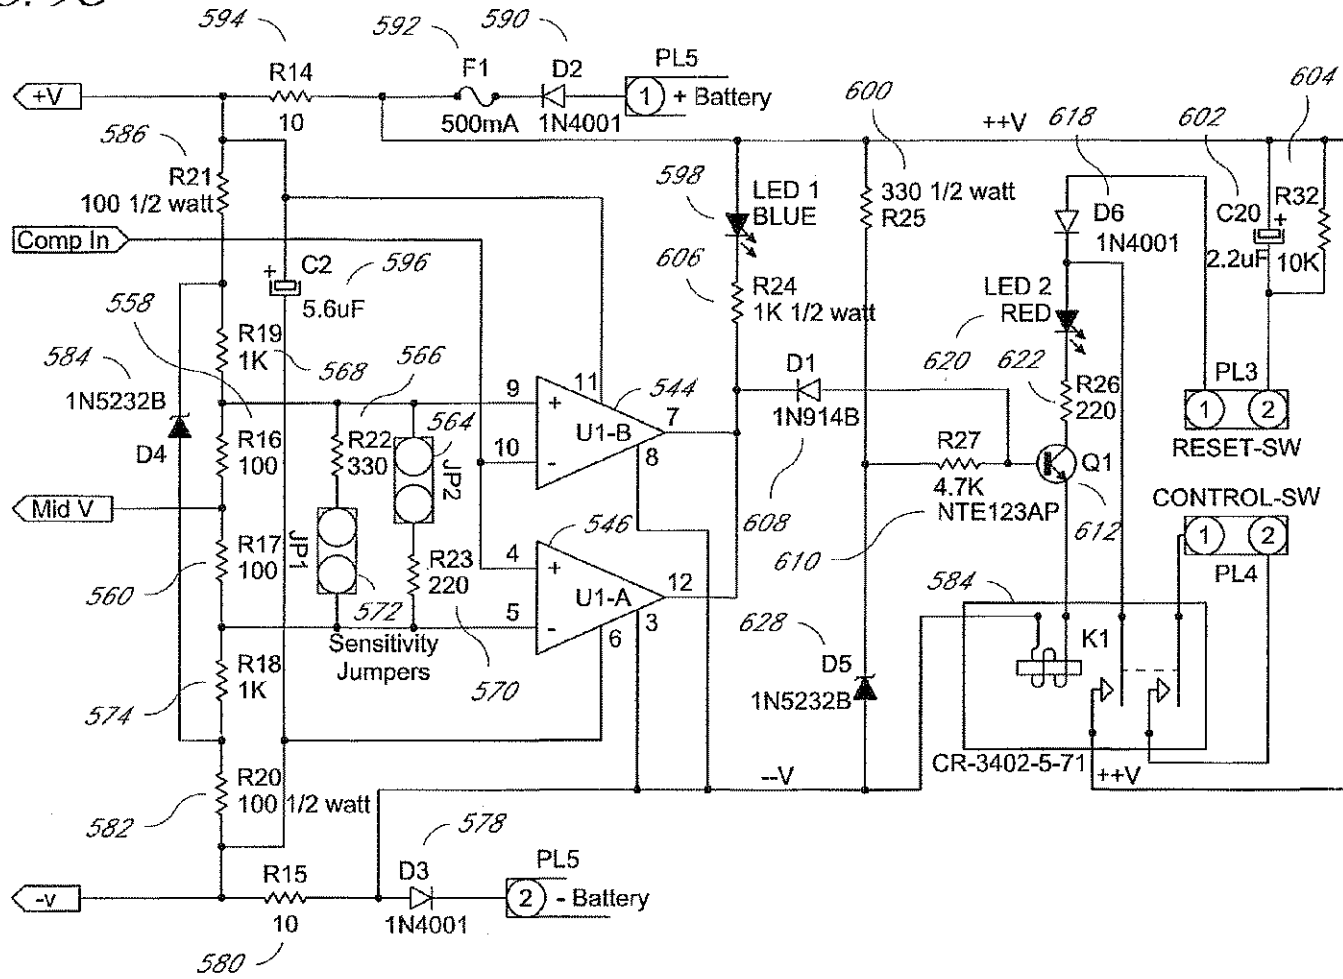 594
592
590
R14
F1
D2
PL5
+V
10
500mA
1N4001
1
+ Battery
586
600
++V
618
602
604
R21
100 1/2 watt
598
LED 1
BLUE
330 1/2 watt
R25
D6
1N4001
C20
+
R32
2.2uF
10K
Comp In
+
C2
596
5.6uF
606
R24
1K 1/2 watt
LED 2
RED
558
R19
1K
568
566
584
1N5232B
D4
D1
1N914B
620
622
R26
220
PL3
1
2
RESET-SW
9
11
544
+
U1-B
7
10
-
8
R16
100
R22
330
564
JP2
R27
4.7K
Q1
NTE123AP
Mid V
608
610
612
CONTROL-SW
1
2
PL4
R17
100
560
JP1
572
R23
220
546
4
+
U1-A
12
5
-
6
3
Sensitivity
Jumpers
570
584
K1
628
D5
1N5232B
R18
1K
574
CR-3402-5-71
++V
--V
R20
100 1/2 watt
582
578
R15
D3
PL5
-v
10
1N4001
2
- Battery
580